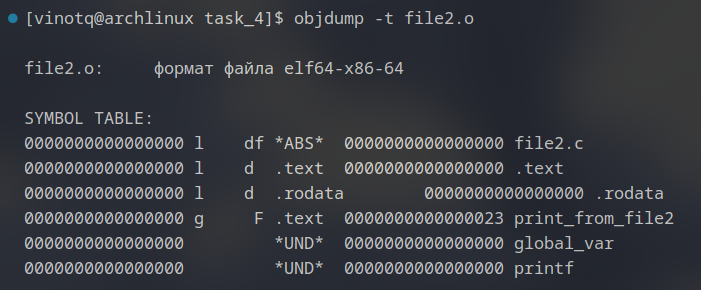 [vinotq@archlinux task_4]$ objdump -t file2.o
file2.o:     формат файла elf64-x86-64
SYMBOL TABLE:
0000000000000000 l    df *ABS*  0000000000000000 file2.c
0000000000000000 l    d  .text  0000000000000000 .text
0000000000000000 l    d  .rodata        0000000000000000 .rodata
0000000000000000 g     F .text  0000000000000023 print_from_file2
0000000000000000         *UND*  0000000000000000 global_var
0000000000000000         *UND*  0000000000000000 printf